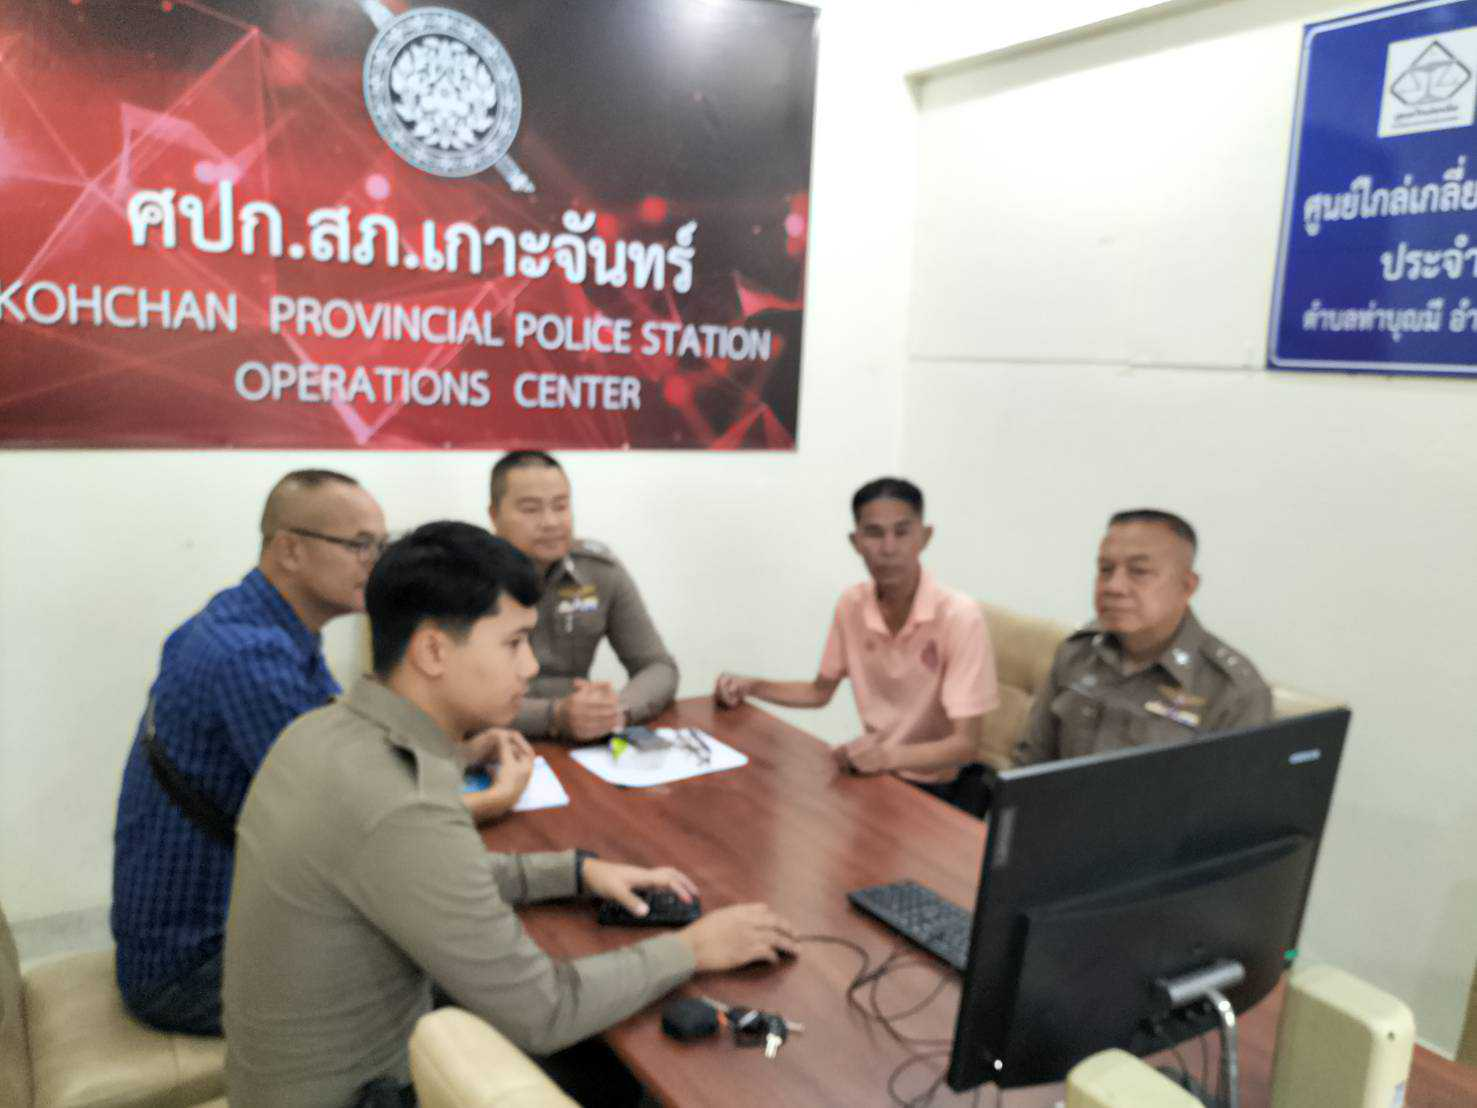 ศปก.สภ.เกาะจันทร์
KOHCHAN PROVINCIAL POLICE STATION
OPERATIONS CENTER
ศูนย์ไกล่เกลี่ย
ประจำ
ตำบลท่าบุญมี อำ